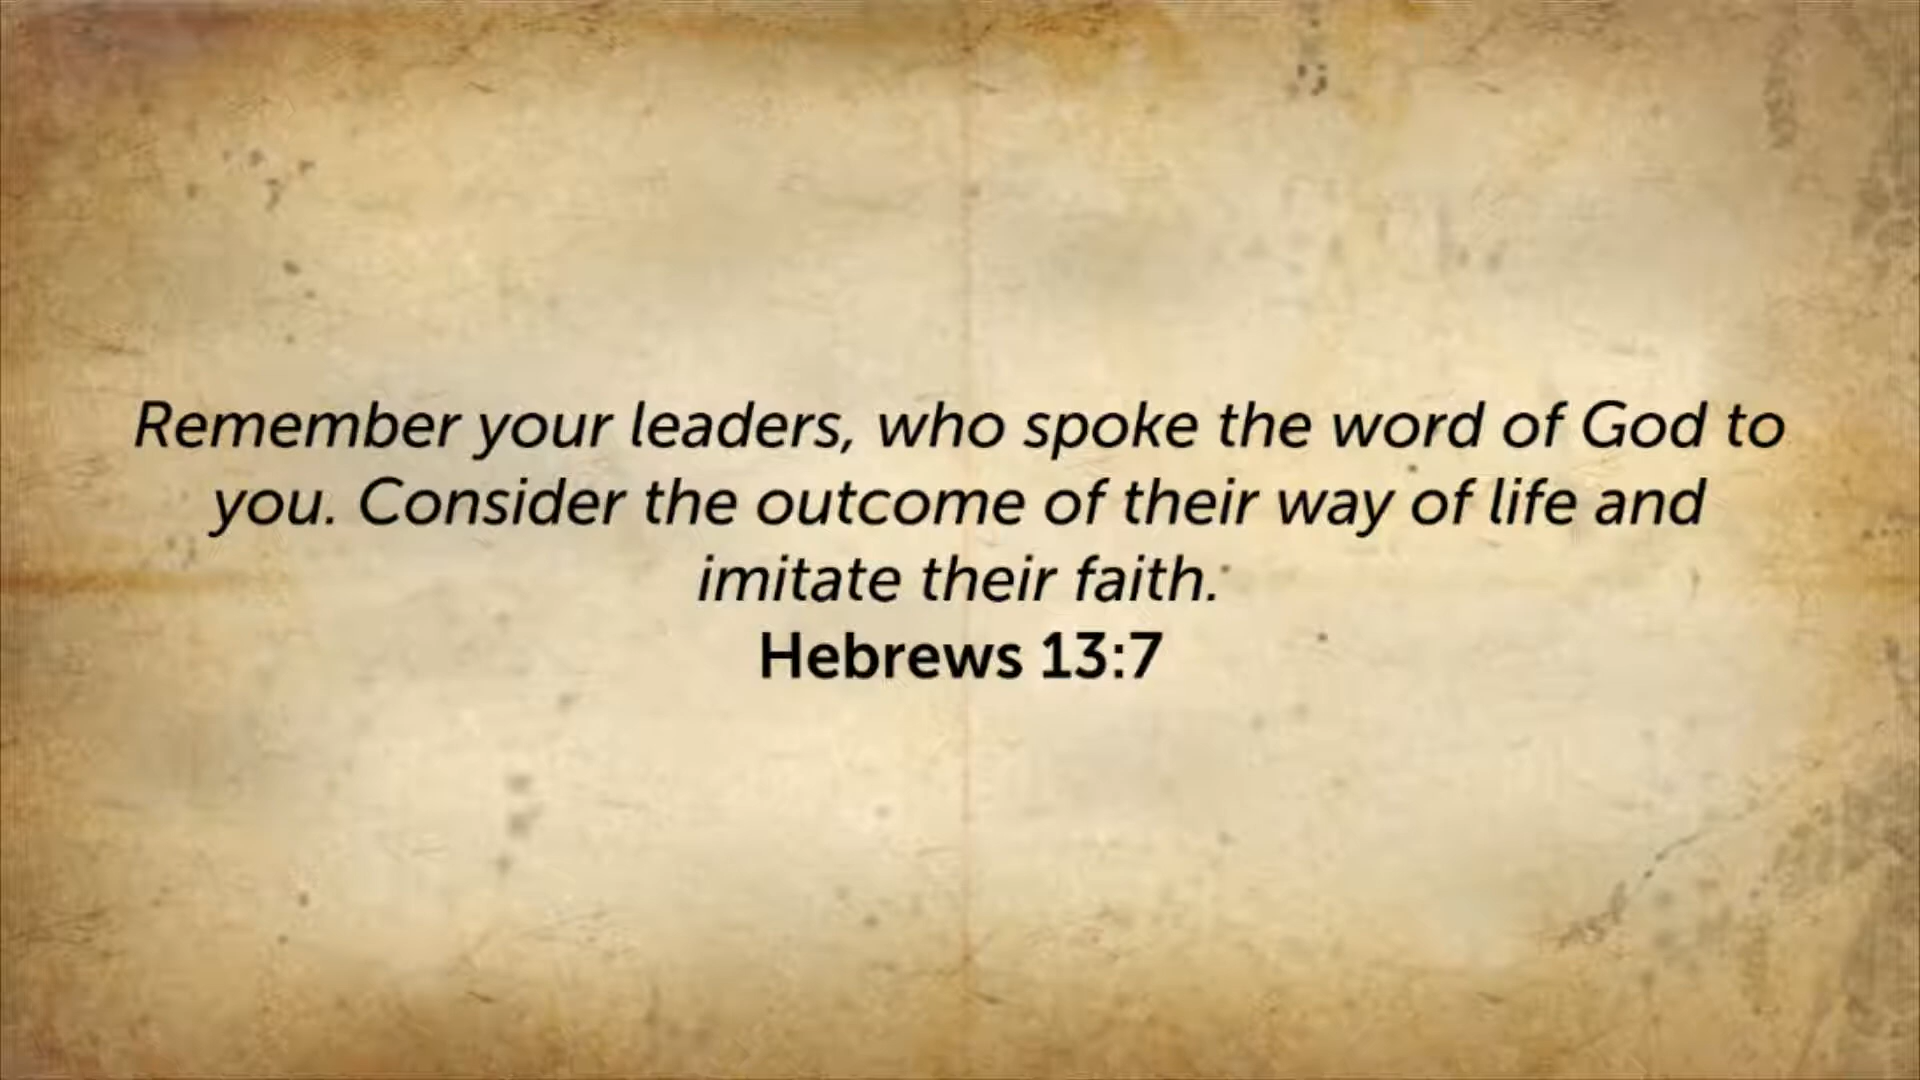 Remember your leaders, who spoke the word of God to
you. Consider the outcome of their way of life and
imitate their faith.
Hebrews 13:7